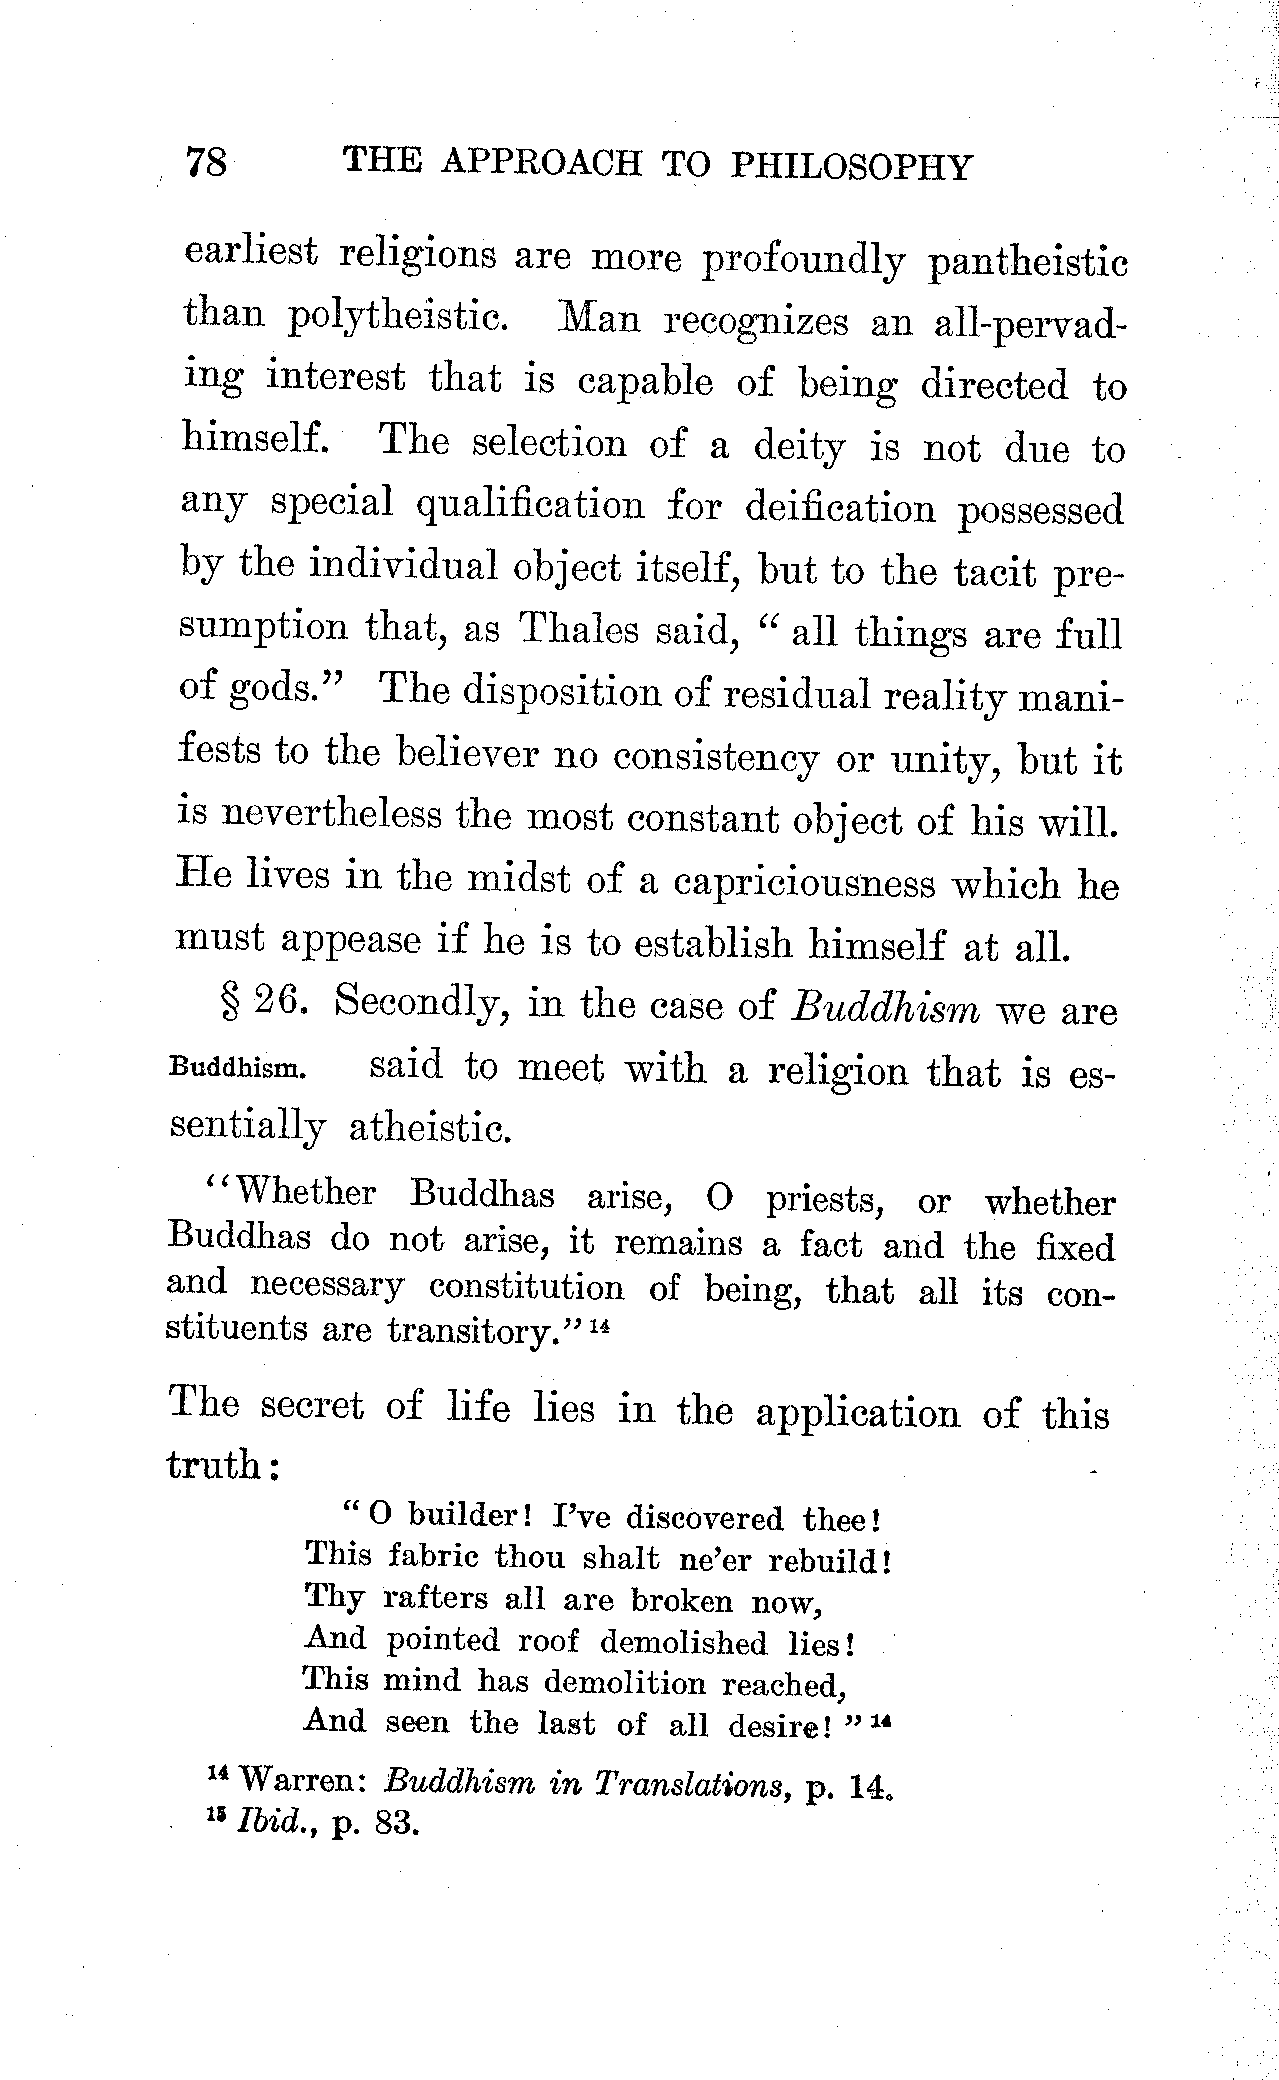 78 THE APPROACH TO PHILOSOPHY
earliest religions are more profoundly pantheistic
than polytheistic. Man recognizes an all-pervad-
ing interest that is capable of being directed to
himself. The selection of a deity is not due to
any special qualification for deification possessed
by the individual object itself, but to the tacit pre-
sumption that, as Thales said, “ all things are full
of gods.” The disposition of residual reality mani-
fests to the believer no consistency or unity, but it
is nevertheless the most constant object of his will.
He lives in the midst of a capriciousness which he
must appease if he is to establish himself at all.
§ 26. Secondly, in the case of Buddhism we are
Buddhism. said to meet with a religion that is es-
sentially atheistic.
“Whether Buddhas arise, O priests, or whether
Buddhas do not arise, it remains a fact and the fixed
and necessary constitution of being, that all its con-
stituents are transitory.” 14
The secret of life lies in the application of this
truth:
“ O builder! I’ve discovered thee!
This fabric thou shalt ne’er rebuild!
Thy rafters all are broken now,
And pointed roof demolished lies!
This mind has demolition reached,
And seen the last of all desire! ” 14
14 Warren: Buddhism in Translations, p. 14.
15 Ibid., p. 83.